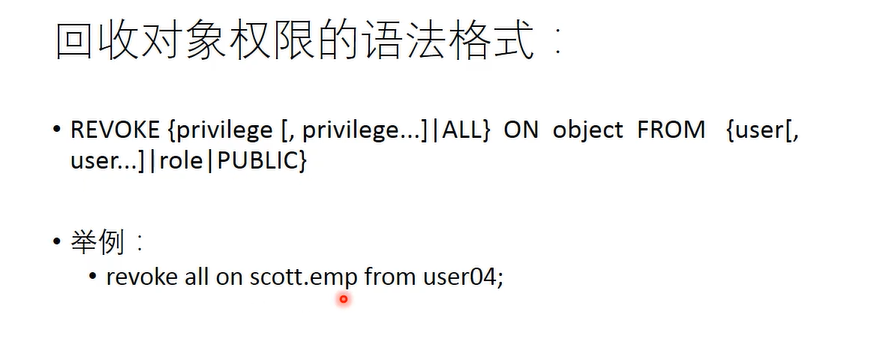 回收对象权限的语法格式：
• REVOKE {privilege [, privilege...]|ALL} ON object FROM {user[,
user...]|role|PUBLIC}
• 举例：
• revoke all on scott.emp from user04;